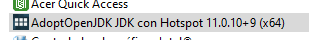 Acer Quick Access
AdoptOpenJDK JDK con Hotspot 11.0.10+9 (x64)